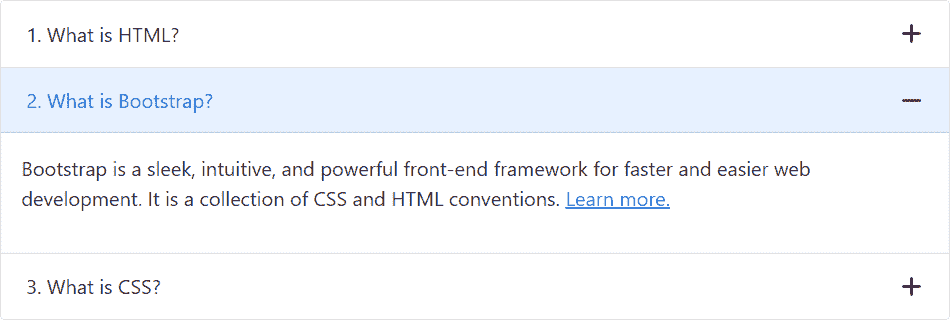 1. What is HTML?
2. What is Bootstrap?
Bootstrap is a sleek, intuitive, and powerful front-end framework for faster and easier web
development. It is a collection of CSS and HTML conventions. Learn more.
3. What is CSS?